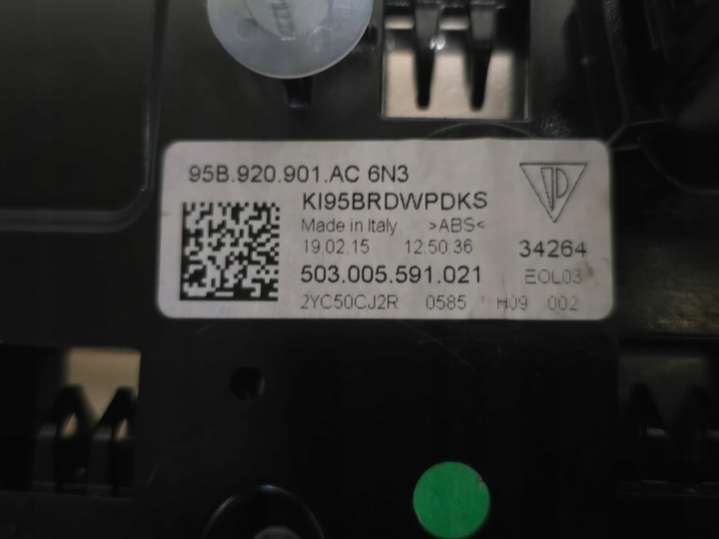 95B.920.901.AC 6N3
KI95BRDWPDKS
Made in Italy >ABS<
19.02.15 12:50:36 34264
503.005.591.021 EOL03
2YC50CJ2R 0585 H09 002